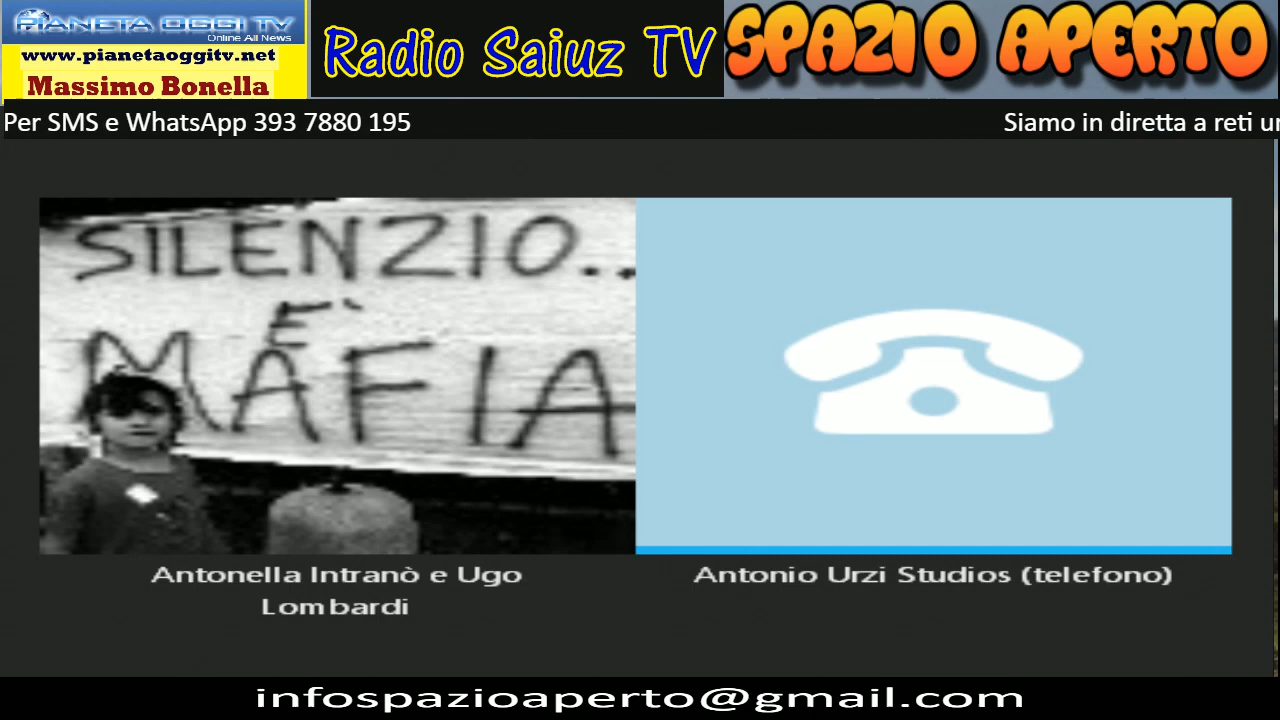 PIANETA OGGI TV
Online All News
www.pianetaoggitv.net
Massimo Bonella
Radio Saiuz TV
SPAZIO APERTO
Per SMS e WhatsApp 393 7880 195
Siamo in diretta a reti un
SILENZIO..
E'
MAFIA
Antonella Intranò e Ugo
Lombardi
Antonio Urzi Studios (telefono)
infospazioaperto@gmail.com